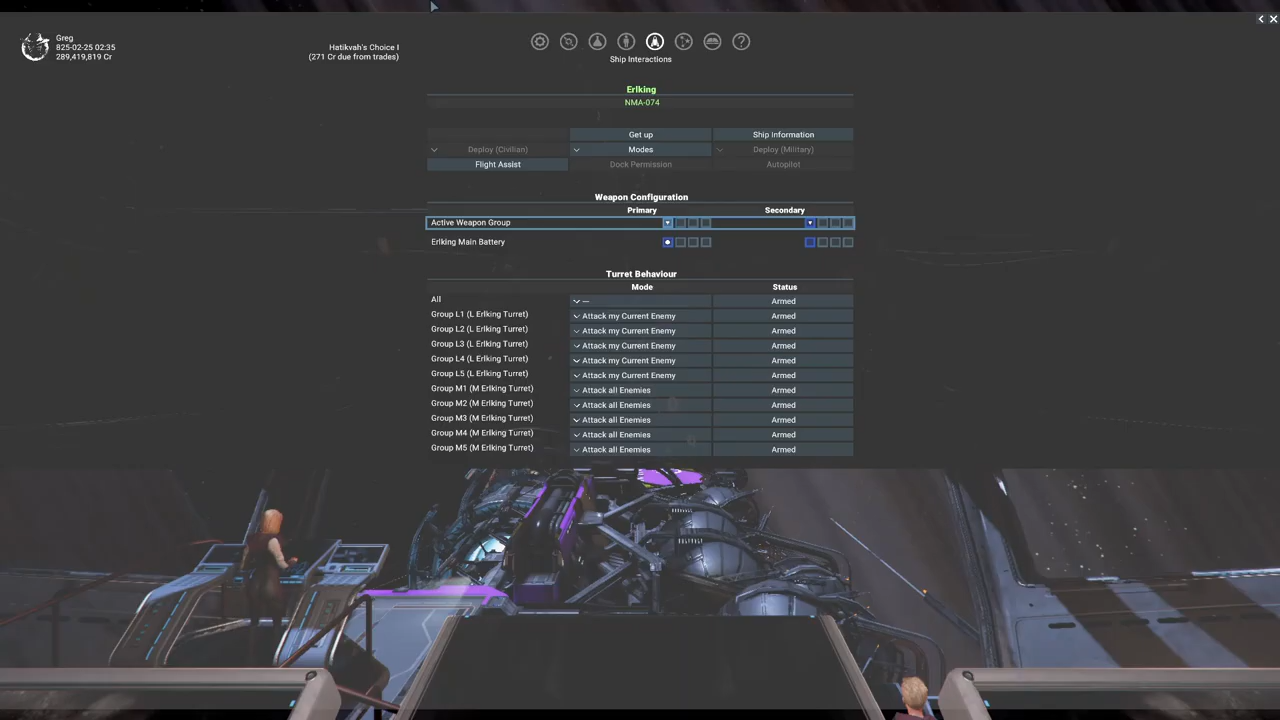 Greg
825-02-25 02:35
289,419,819 Cr
Hatikvah's Choice I
(271 Cr due from trades)
Ship Interactions
Erlking
NMA-074
Get up Ship Information
Deploy (Civilian) Modes Deploy (Military)
Flight Assist Dock Permission Autopilot
Weapon Configuration
Primary Secondary
Active Weapon Group
Erlking Main Battery
Turret Behaviour
Mode Status
All — Armed
Group L1 (L Erlking Turret) Attack my Current Enemy Armed
Group L2 (L Erlking Turret) Attack my Current Enemy Armed
Group L3 (L Erlking Turret) Attack my Current Enemy Armed
Group L4 (L Erlking Turret) Attack my Current Enemy Armed
Group L5 (L Erlking Turret) Attack my Current Enemy Armed
Group M1 (M Erlking Turret) Attack all Enemies Armed
Group M2 (M Erlking Turret) Attack all Enemies Armed
Group M3 (M Erlking Turret) Attack all Enemies Armed
Group M4 (M Erlking Turret) Attack all Enemies Armed
Group M5 (M Erlking Turret) Attack all Enemies Armed